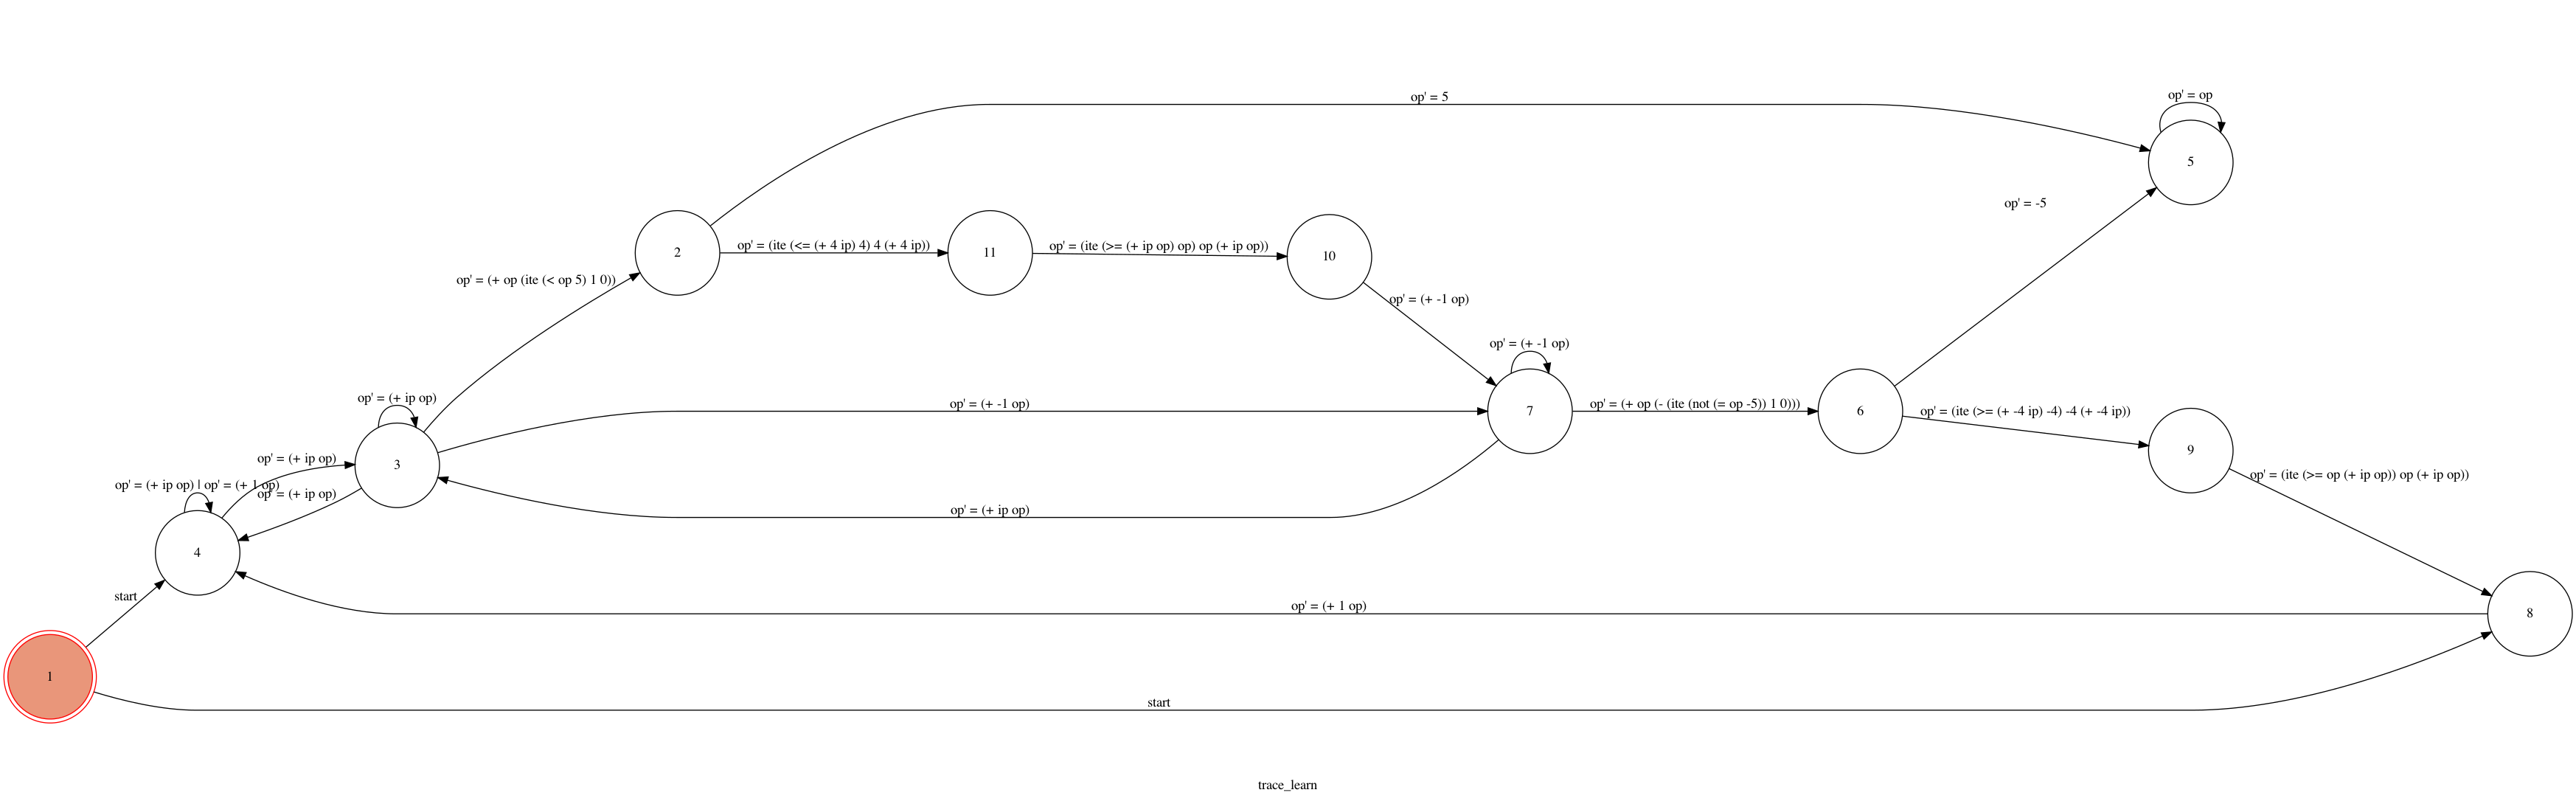 op' = op
op' = 5
5
op' = -5
2
op' = (ite (<= (+ 4 ip) 4) 4 (+ 4 ip))
11
op' = (ite (>= (+ ip op) op) op (+ ip op))
10
op' = (+ op (ite (< op 5) 1 0))
op' = (+ -1 op)
op' = (+ -1 op)
op' = (+ ip op)
op' = (+ -1 op)
7
op' = (+ op (- (ite (not (= op -5)) 1 0)))
6
op' = (ite (>= (+ -4 ip) -4) -4 (+ -4 ip))
9
op' = (+ ip op)
3
op' = (ite (>= op (+ ip op)) op (+ ip op))
op' = (+ ip op) | op' = (+ 1 op)
op' = (+ ip op)
op' = (+ ip op)
4
start
op' = (+ 1 op)
8
1
start
trace_learn